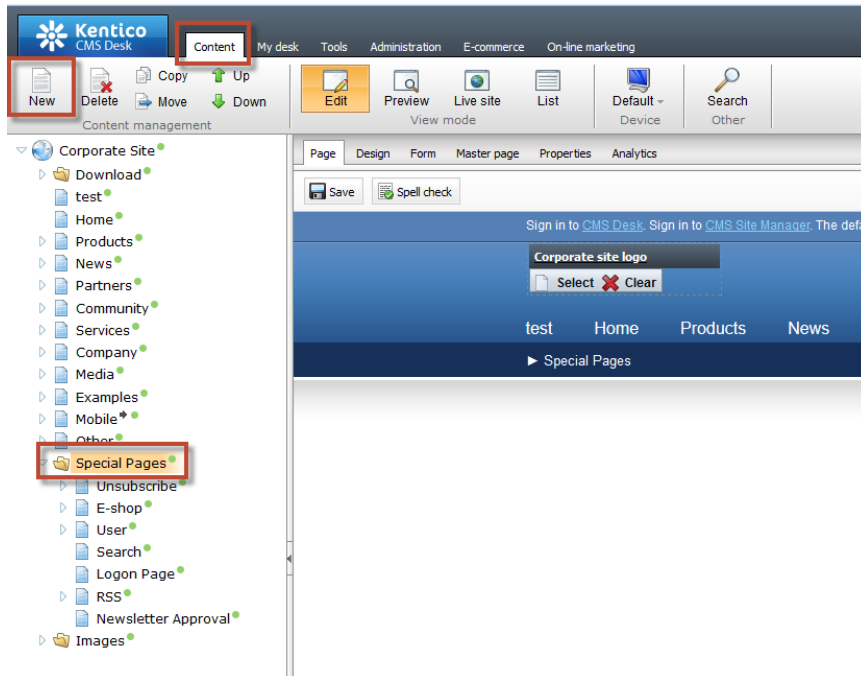 Kentico
CMS Desk
Content My desk Tools Administration E-commerce On-line marketing
New Delete Copy Move Up Down
Content management
Edit Preview Live site List
View mode
Default
Device
Search
Other
Corporate Site
Download
test
Home
Products
News
Partners
Community
Services
Company
Media
Examples
Mobile
Other
Special Pages
Unsubscribe
E-shop
User
Search
Logon Page
RSS
Newsletter Approval
Images
Page Design Form Master page Properties Analytics
Save Spell check
Sign in to CMS Desk. Sign in to CMS Site Manager. The defa
Corporate site logo
Select Clear
test Home Products News
► Special Pages